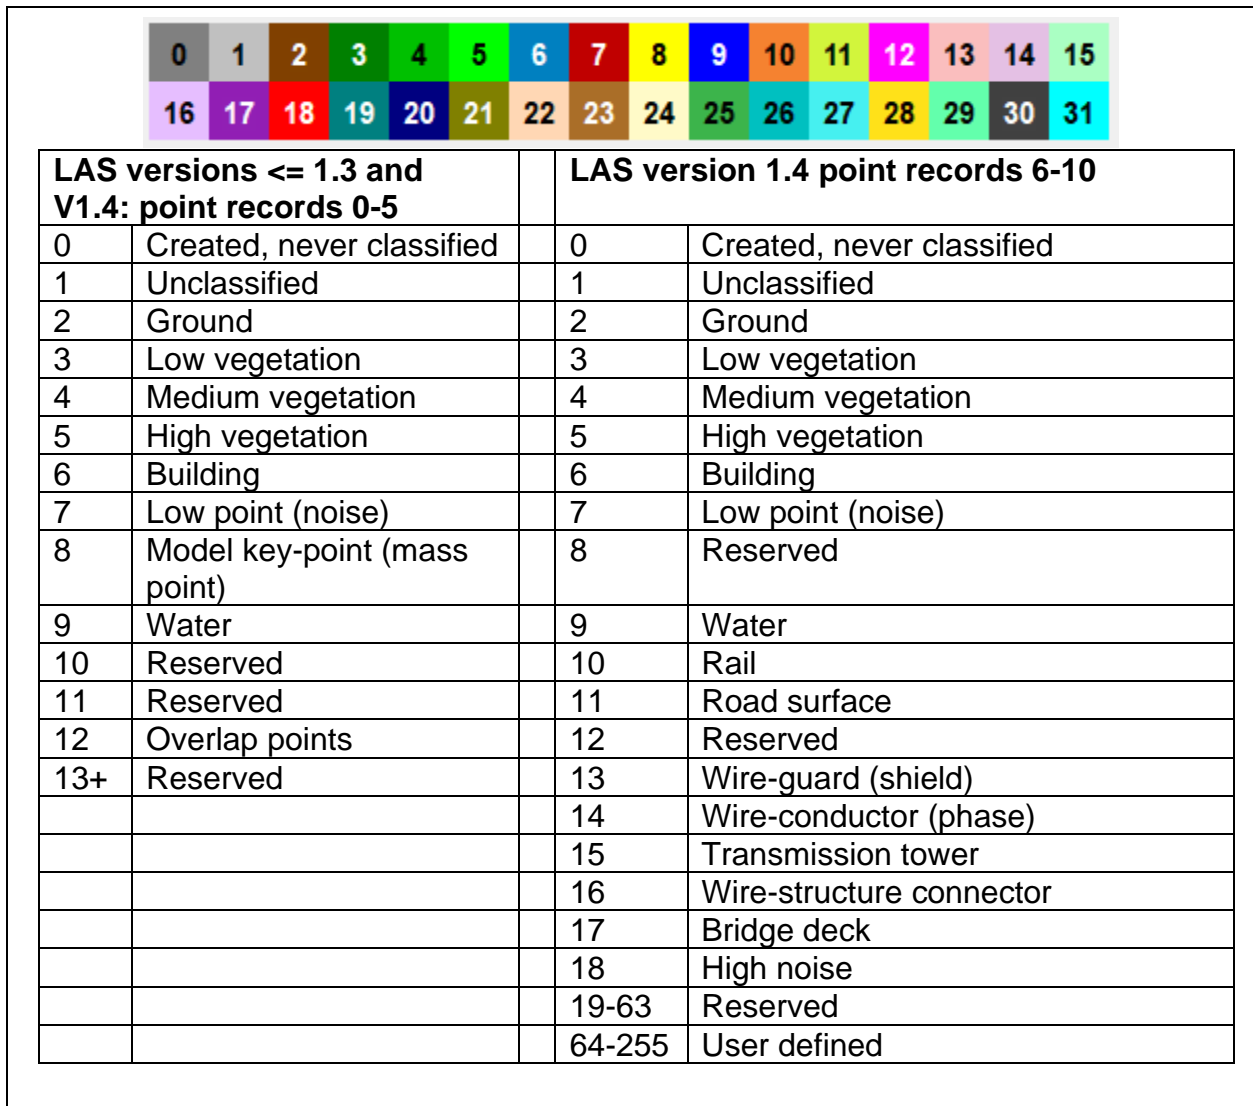 0 1 2 3 4 5 6 7 8 9 10 11 12 13 14 15
16 17 18 19 20 21 22 23 24 25 26 27 28 29 30 31
LAS versions <= 1.3 and LAS version 1.4 point records 6-10
V1.4: point records 0-5
0 Created, never classified 0 Created, never classified
1 Unclassified 1 Unclassified
2 Ground 2 Ground
3 Low vegetation 3 Low vegetation
4 Medium vegetation 4 Medium vegetation
5 High vegetation 5 High vegetation
6 Building 6 Building
7 Low point (noise) 7 Low point (noise)
8 Model key-point (mass 8 Reserved
point)
9 Water 9 Water
10 Reserved 10 Rail
11 Reserved 11 Road surface
12 Overlap points 12 Reserved
13+ Reserved 13 Wire-guard (shield)
14 Wire-conductor (phase)
15 Transmission tower
16 Wire-structure connector
17 Bridge deck
18 High noise
19-63 Reserved
64-255 User defined